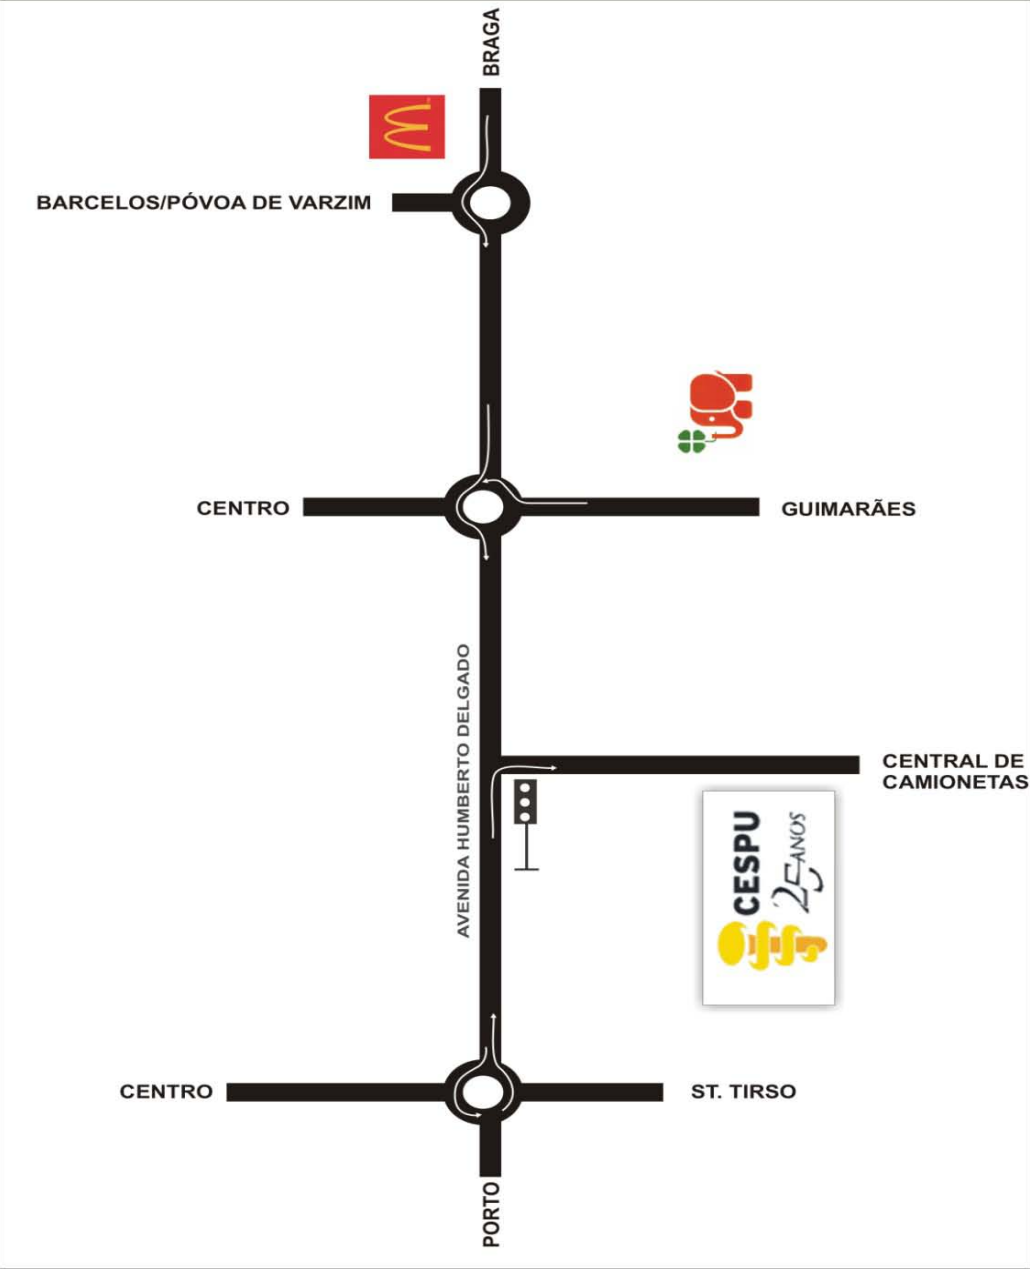 BRAGA
BARCELOS/PÓVOA DE VARZIM
CENTRO
GUIMARÃES
AVENIDA HUMBERTO DELGADO
CENTRAL DE
CAMIONETAS
CESPU
25 ANOS
CENTRO
ST. TIRSO
PORTO